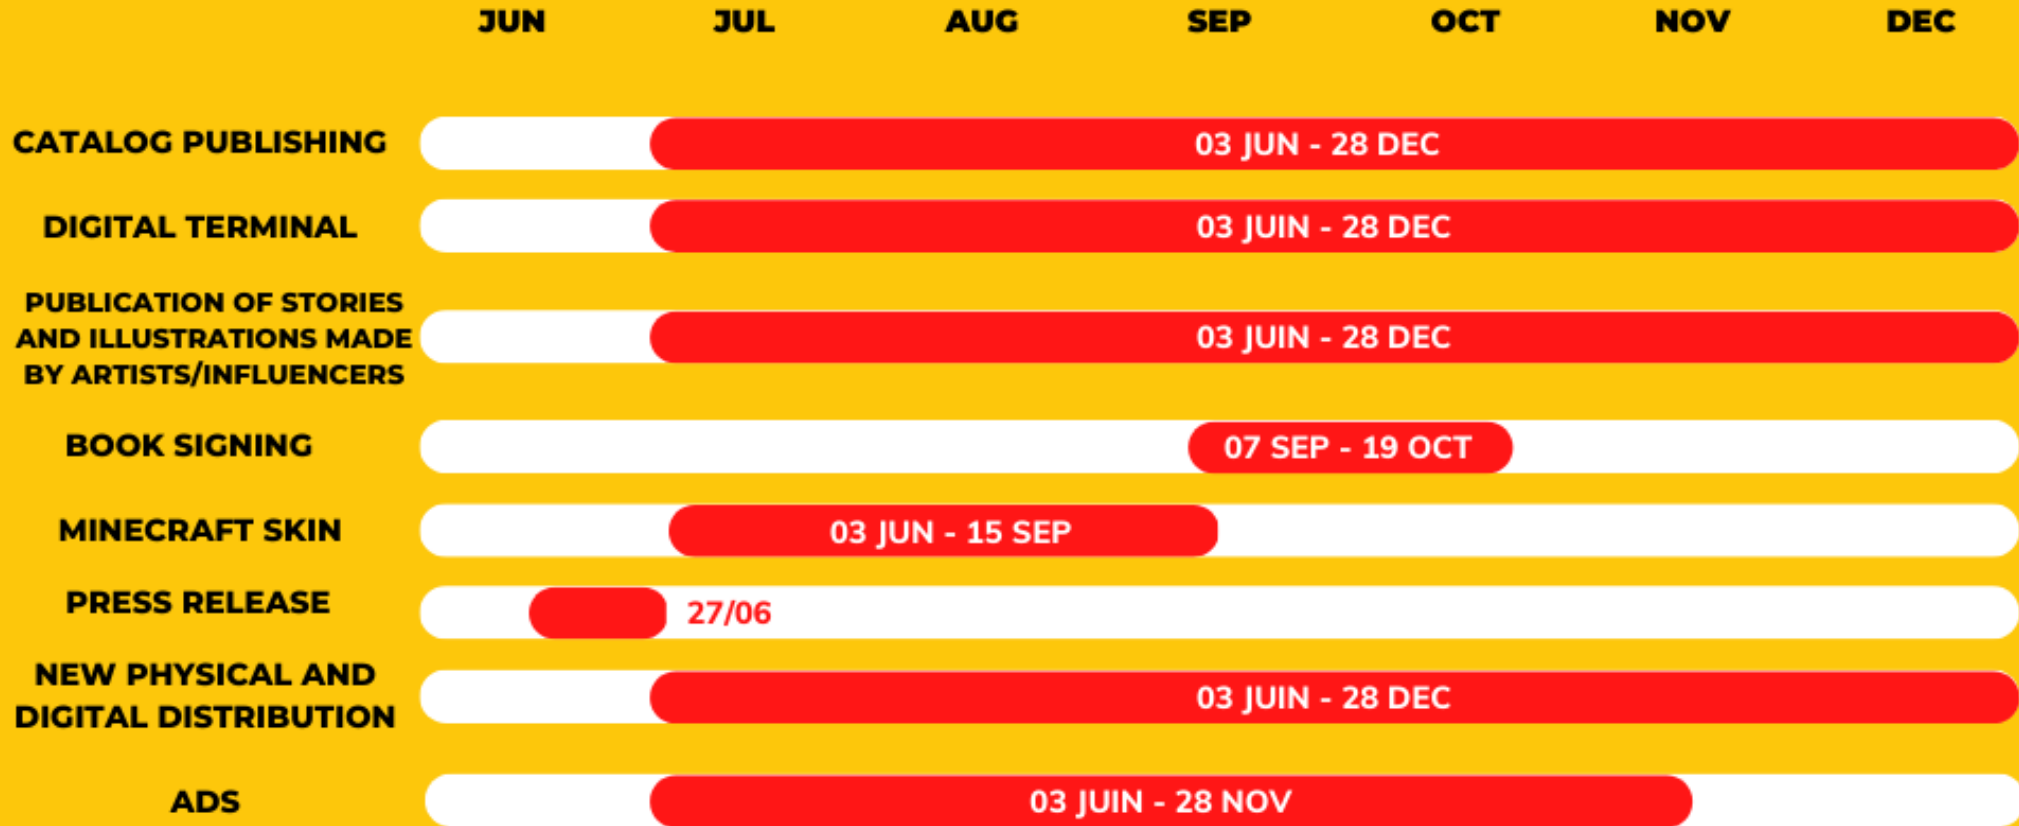 JUN JUL AUG SEP OCT NOV DEC
CATALOG PUBLISHING 03 JUN - 28 DEC
DIGITAL TERMINAL 03 JUIN - 28 DEC
PUBLICATION OF STORIES
AND ILLUSTRATIONS MADE 03 JUIN - 28 DEC
BY ARTISTS/INFLUENCERS
BOOK SIGNING 07 SEP - 19 OCT
MINECRAFT SKIN 03 JUN - 15 SEP
PRESS RELEASE 27/06
NEW PHYSICAL AND
DIGITAL DISTRIBUTION 03 JUIN - 28 DEC
ADS 03 JUIN - 28 NOV